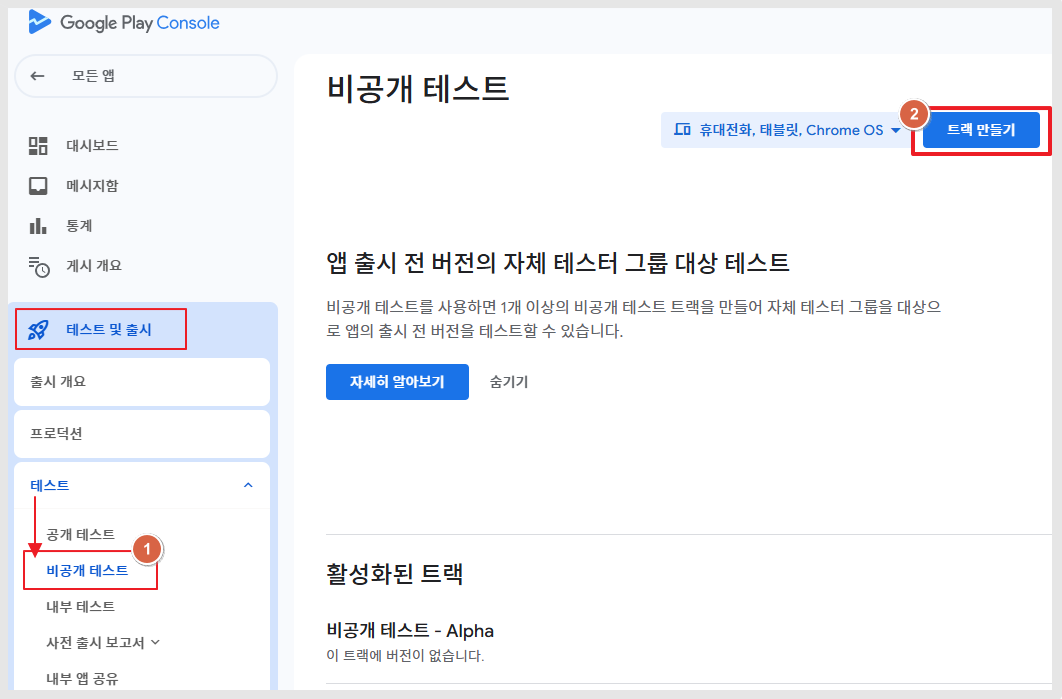 Google Play Console
모든 앱
대시보드
메시지함
통계
게시 개요
테스트 및 출시
출시 개요
프로덕션
테스트
공개 테스트
1
비공개 테스트
내부 테스트
사전 출시 보고서
내부 앱 공유
비공개 테스트
휴대전화, 태블릿, Chrome OS
2
트랙 만들기
앱 출시 전 버전의 자체 테스터 그룹 대상 테스트
비공개 테스트를 사용하면 1개 이상의 비공개 테스트 트랙을 만들어 자체 테스터 그룹을 대상으
로 앱의 출시 전 버전을 테스트할 수 있습니다.
자세히 알아보기 숨기기
활성화된 트랙
비공개 테스트 - Alpha
이 트랙에 버전이 없습니다.